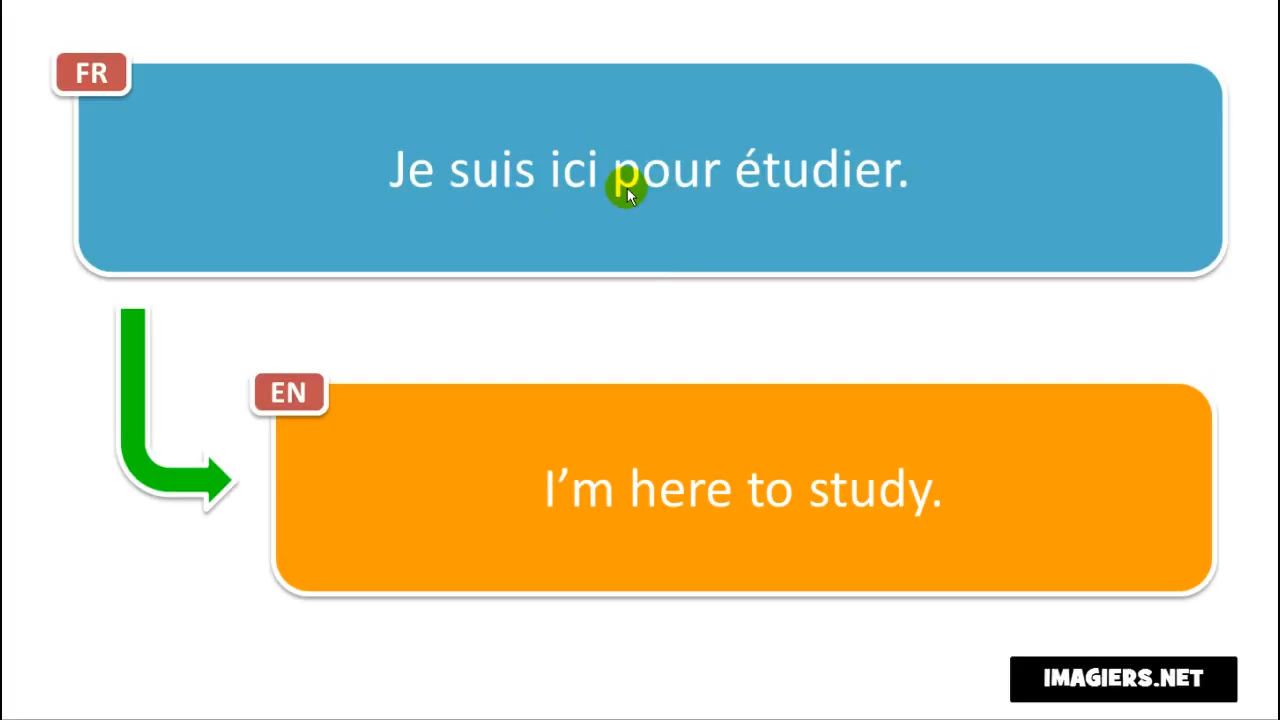 FR
Je suis ici pour étudier.
EN
I’m here to study.
IMAGIERS.NET